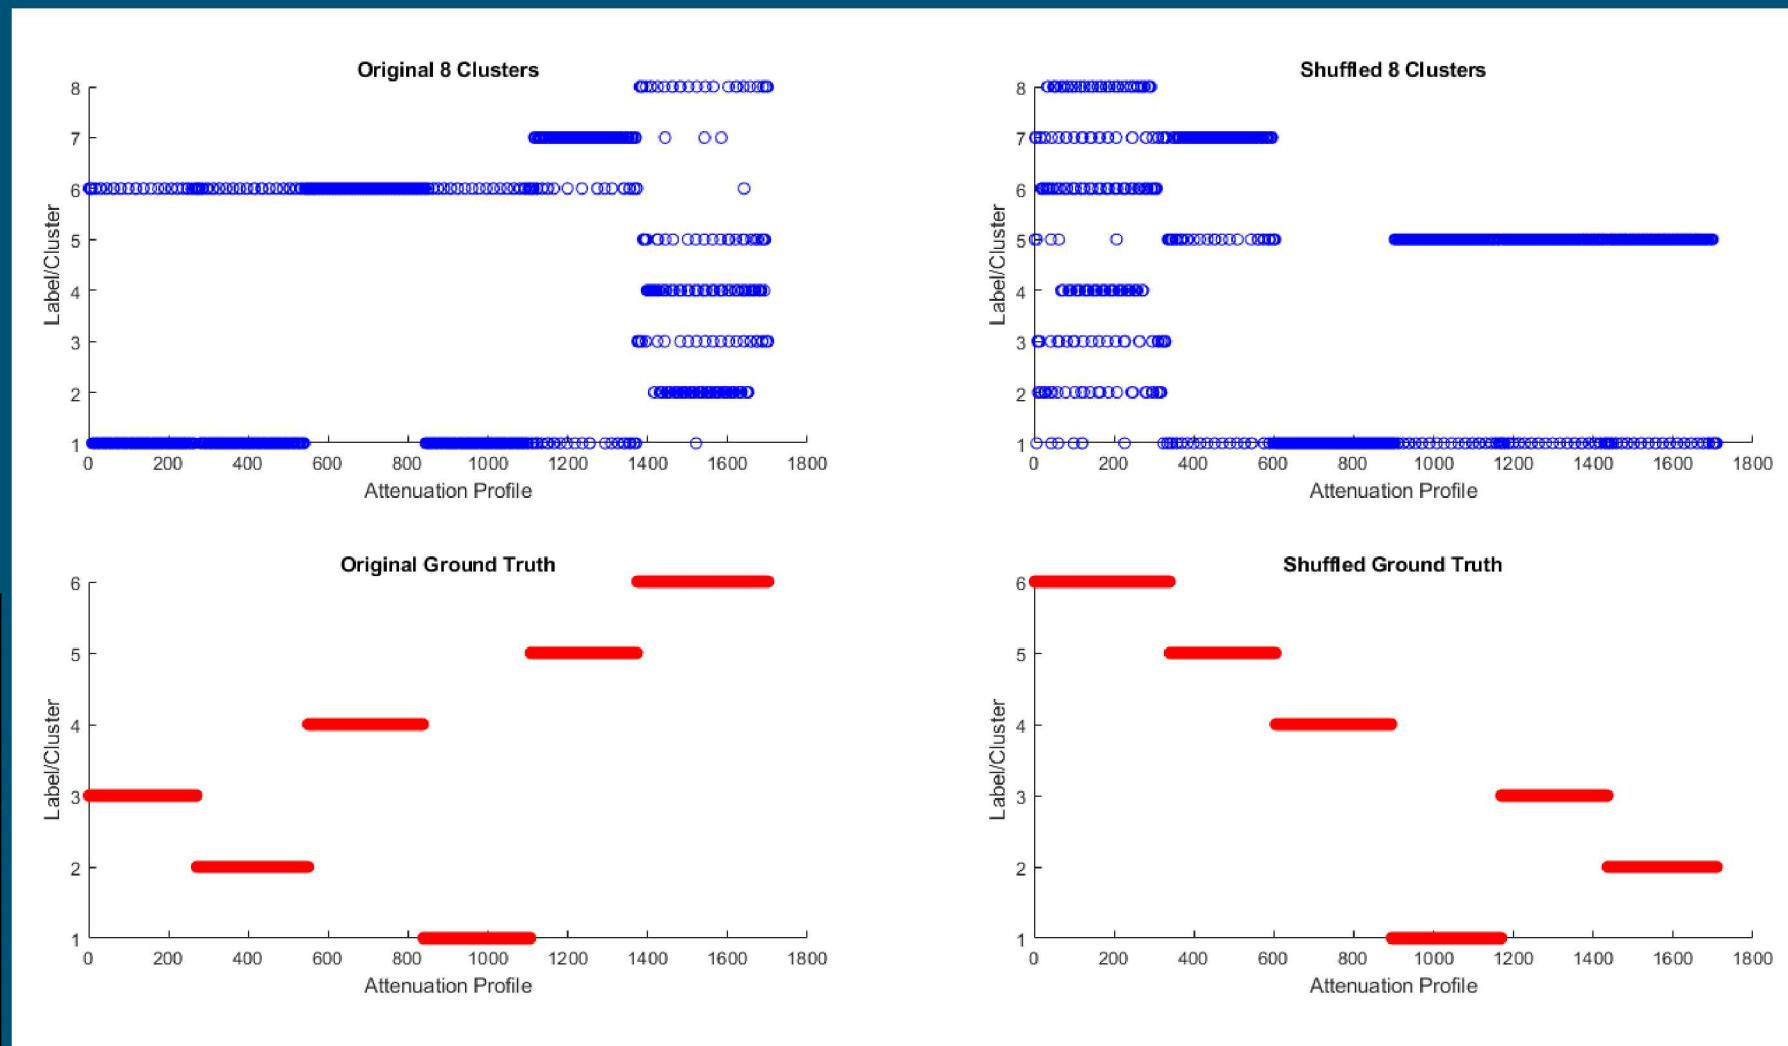 Original 8 Clusters
8
7
6
5
4
3
2
1
Label/Cluster
0 200 400 600 800 1000 1200 1400 1600 1800
Attenuation Profile
Shuffled 8 Clusters
8
7
6
5
4
3
2
1
Label/Cluster
0 200 400 600 800 1000 1200 1400 1600 1800
Attenuation Profile
Original Ground Truth
6
5
4
3
2
1
Label/Cluster
0 200 400 600 800 1000 1200 1400 1600 1800
Attenuation Profile
Shuffled Ground Truth
6
5
4
3
2
1
Label/Cluster
0 200 400 600 800 1000 1200 1400 1600 1800
Attenuation Profile